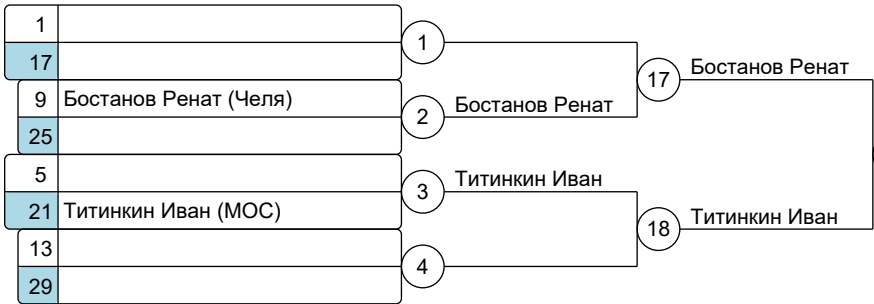 1
1
17
17
Бостанов Ренат
9 Бостанов Ренат (Челя)
2
Бостанов Ренат
25
5
3
Титинкин Иван
21 Титинкин Иван (МОС)
18
Титинкин Иван
13
4
29